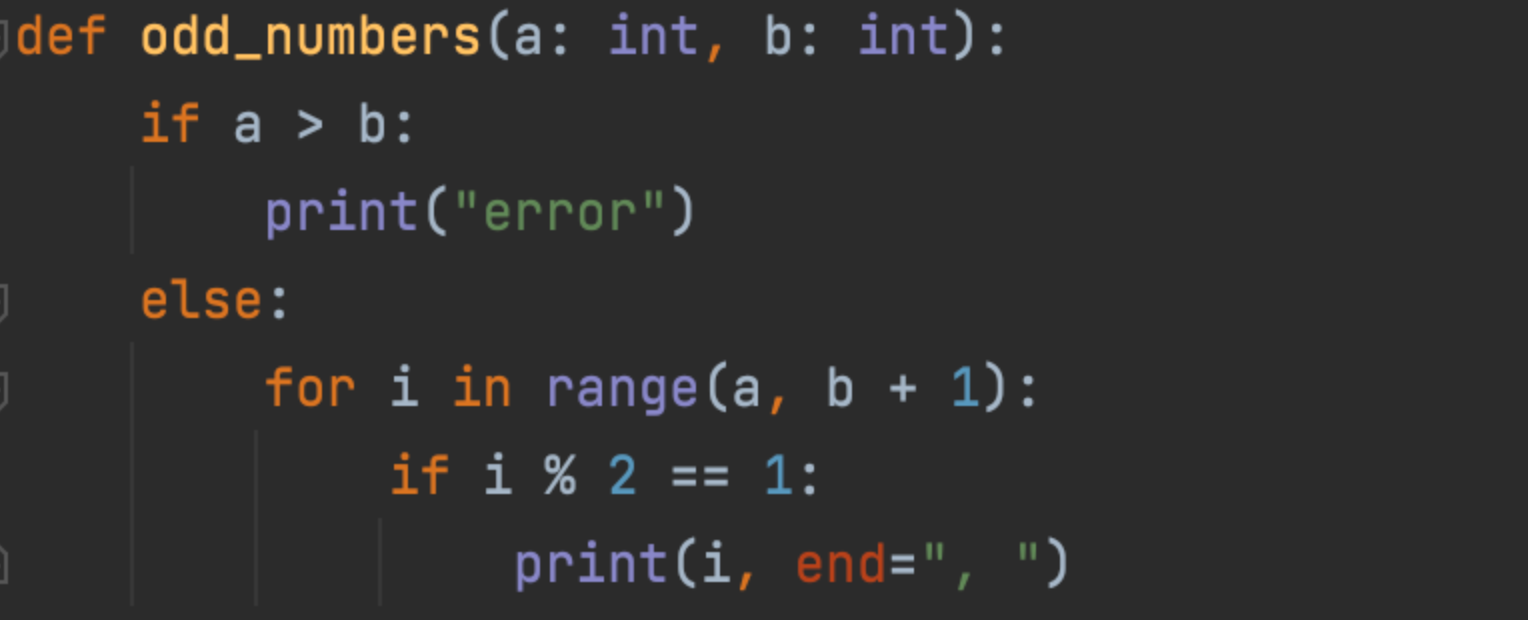 def odd_numbers(a: int, b: int):
    if a > b:
        print("error")
    else:
        for i in range(a, b + 1):
            if i % 2 == 1:
                print(i, end=", ")